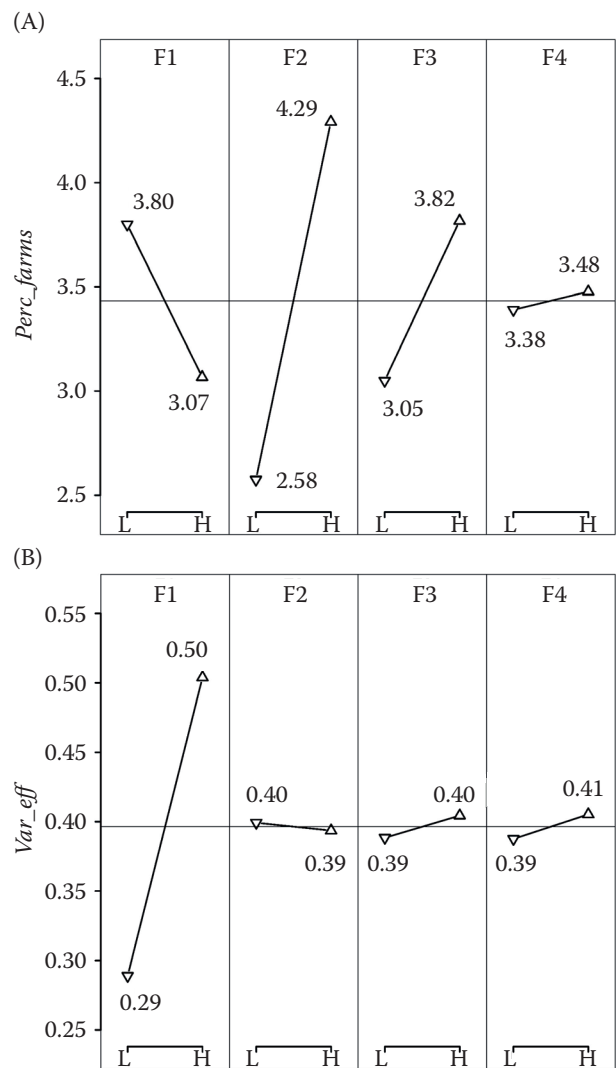 (A)
F1 F2 F3 F4
4.5
4.29
4.0
3.80 3.82
3.5
3.48
3.38
3.07 3.05
3.0
2.58
2.5
Perc_farms
L H L H L H L H
(B)
F1 F2 F3 F4
0.55
0.50
0.50
0.45
0.40 0.40 0.41
0.40
0.39 0.39 0.39
0.35
0.30
0.29
0.25
Var_eff
L H L H L H L H